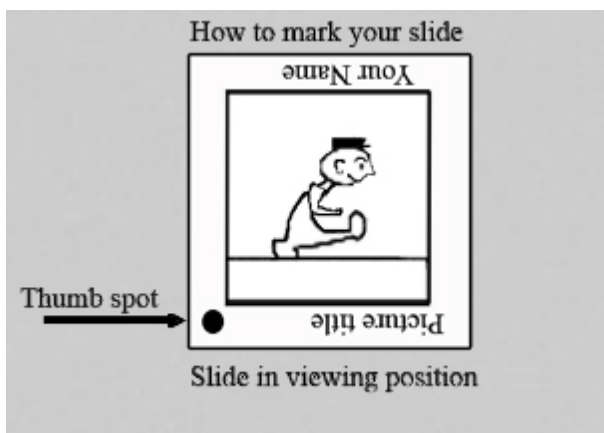 How to mark your slide
Your Name
Thumb spot
Picture title
Slide in viewing position